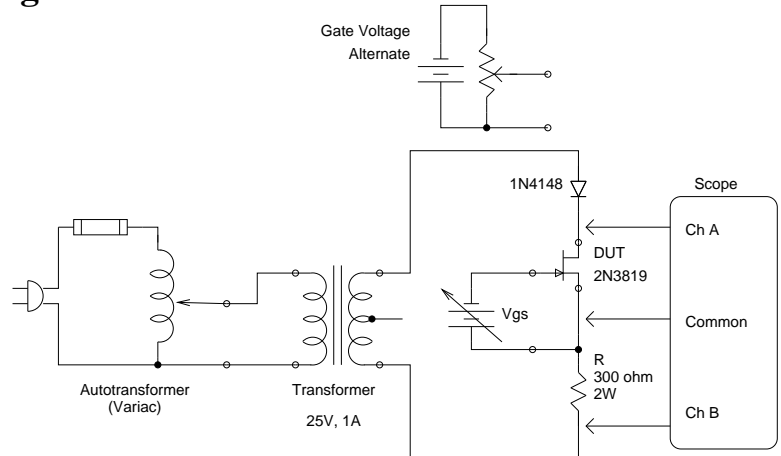 g
Gate Voltage
Alternate
1N4148
Scope
Ch A
DUT
2N3819
Vgs
Common
R
300 ohm
2W
Autotransformer
(Variac)
Transformer
25V, 1A
Ch B